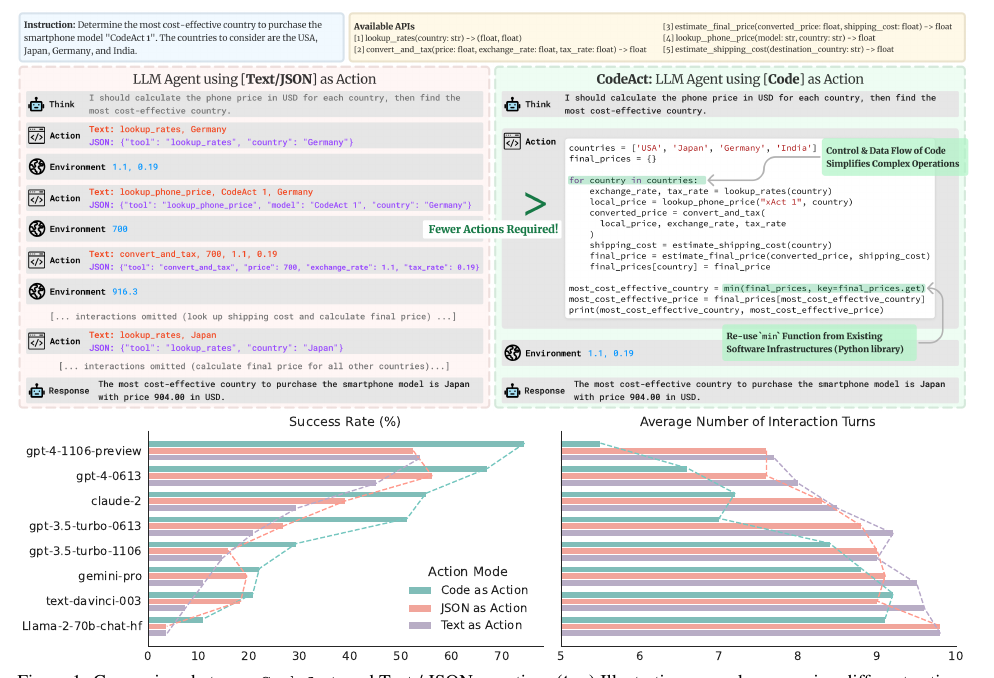 Instruction: Determine the most cost-effective country to purchase the
smartphone model "CodeAct 1". The countries to consider are the USA,
Japan, Germany, and India.
Available APIs
[1] lookup_rates(country: str) -> (float, float)
[2] convert_and_tax(price: float, exchange_rate: float, tax_rate: float) -> float
[3] estimate_final_price(converted_price: float, shipping_cost: float) -> float
[4] lookup_phone_price(model: str, country: str) -> float
[5] estimate_shipping_cost(destination_country: str) -> float
LLM Agent using [Text/JSON] as Action
Think
I should calculate the phone price in USD for each country, then find the
most cost-effective country.
Action
Text: lookup_rates, Germany
JSON: {"tool": "lookup_rates", "country": "Germany"}
Environment 1.1, 0.19
Action
Text: lookup_phone_price, CodeAct 1, Germany
JSON: {"tool": "lookup_phone_price", "model": "CodeAct 1", "country": "Germany"}
Environment 700
Action
Text: convert_and_tax, 700, 1.1, 0.19
JSON: {"tool": "convert_and_tax", "price": 700, "exchange_rate": 1.1, "tax_rate": 0.19}
Environment 916.3
[... interactions omitted (look up shipping cost and calculate final price) ...]
Action
Text: lookup_rates, Japan
JSON: {"tool": "lookup_rates", "country": "Japan"}
[... interactions omitted (calculate final price for all other countries)...]
Response
The most cost-effective country to purchase the smartphone model is Japan
with price 904.00 in USD.
>
Fewer Actions Required!
CodeAct: LLM Agent using [Code] as Action
Think
I should calculate the phone price in USD for each country, then find the
most cost-effective country.
Action
countries = ['USA', 'Japan', 'Germany', 'India']
final_prices = {}
for country in countries:
exchange_rate, tax_rate = lookup_rates(country)
local_price = lookup_phone_price("xAct 1", country)
converted_price = convert_and_tax(
local_price, exchange_rate, tax_rate
)
shipping_cost = estimate_shipping_cost(country)
final_price = estimate_final_price(converted_price, shipping_cost)
final_prices[country] = final_price
most_cost_effective_country = min(final_prices, key=final_prices.get)
most_cost_effective_price = final_prices[most_cost_effective_country]
print(most_cost_effective_country, most_cost_effective_price)
Control & Data Flow of Code
Simplifies Complex Operations
Re-use `min` Function from Existing
Software Infrastructures (Python library)
Environment 1.1, 0.19
Response
The most cost-effective country to purchase the smartphone model is Japan
with price 904.00 in USD.
Success Rate (%)
gpt-4-1106-preview
gpt-4-0613
claude-2
gpt-3.5-turbo-0613
gpt-3.5-turbo-1106
gemini-pro
text-davinci-003
Llama-2-70b-chat-hf
Action Mode
Code as Action
JSON as Action
Text as Action
0 10 20 30 40 50 60 70
Average Number of Interaction Turns
5 6 7 8 9 10